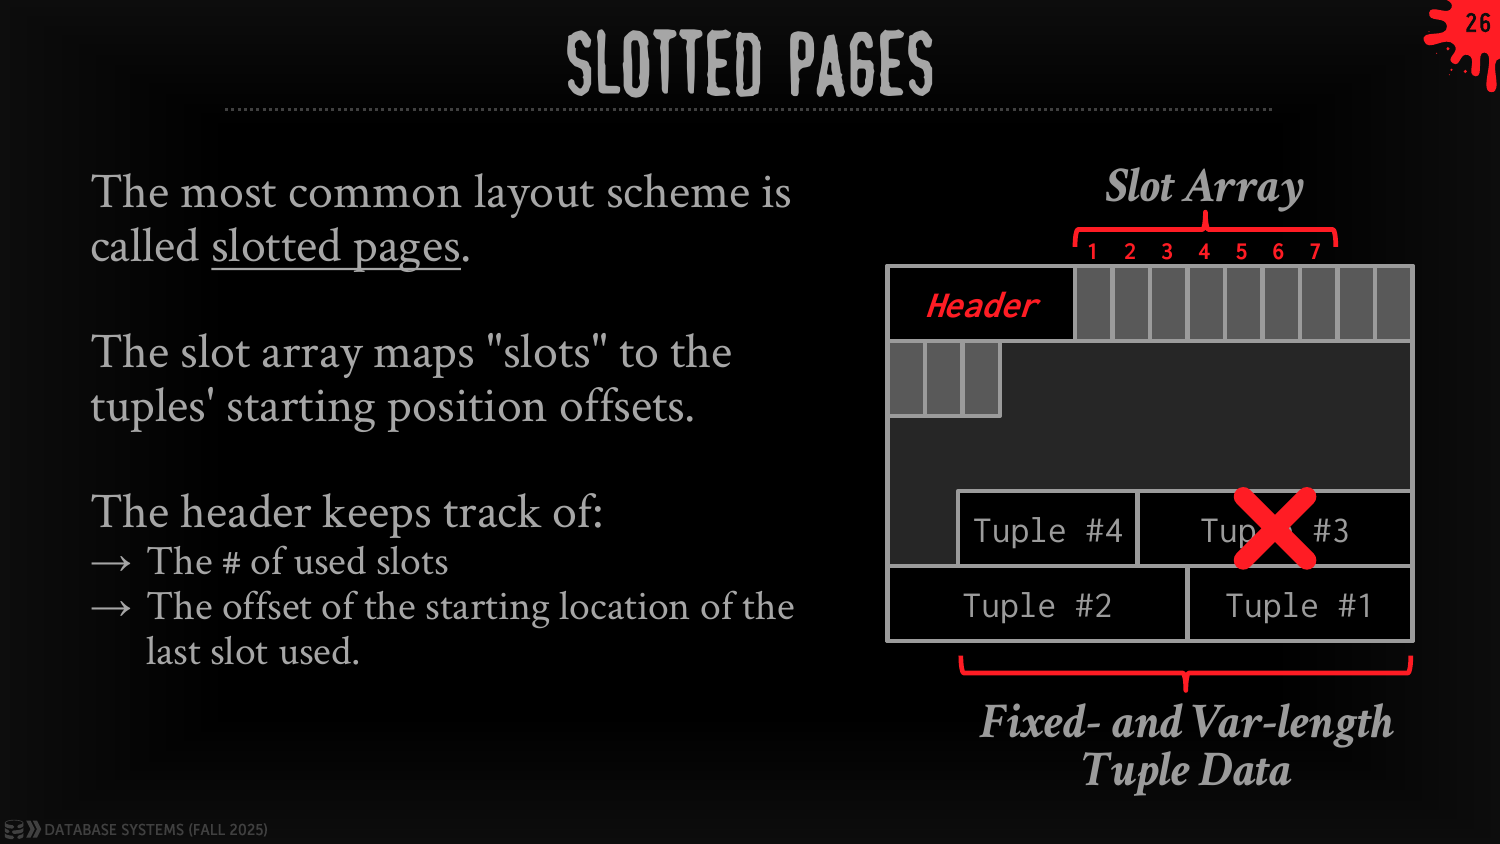 SLOTTED PAGES
26
The most common layout scheme is
called slotted pages.
The slot array maps "slots" to the
tuples' starting position offsets.
The header keeps track of:
→ The # of used slots
→ The offset of the starting location of the
last slot used.
Slot Array
1 2 3 4 5 6 7
Header
Tuple #4 Tuple #3
Tuple #2 Tuple #1
Fixed- and Var-length
Tuple Data
DATABASE SYSTEMS (FALL 2025)